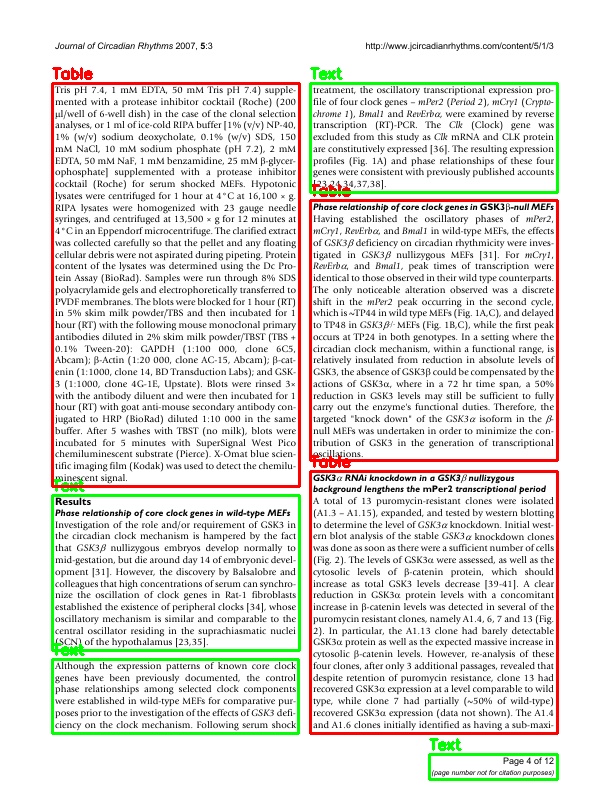 Journal of Circadian Rhythms 2007, 5:3
http://www.jcircadianrhythms.com/content/5/1/3
Table
Tris pH 7.4, 1 mM EDTA, 50 mM Tris pH 7.4) supple-
mented with a protease inhibitor cocktail (Roche) (200
μl/well of 6-well dish) in the case of the clonal selection
analyses, or 1 ml of ice-cold RIPA buffer [1% (v/v) NP-40,
1% (w/v) sodium deoxycholate, 0.1% (w/v) SDS, 150
mM NaCl, 10 mM sodium phosphate (pH 7.2), 2 mM
EDTA, 50 mM NaF, 1 mM benzamidine, 25 mM β-glycer-
ophosphate] supplemented with a protease inhibitor
cocktail (Roche) for serum shocked MEFs. Hypotonic
lysates were centrifuged for 1 hour at 4°C at 16,100 × g.
RIPA lysates were homogenized with 23 gauge needle
syringes, and centrifuged at 13,500 × g for 12 minutes at
4°C in an Eppendorf microcentrifuge. The clarified extract
was collected carefully so that the pellet and any floating
cellular debris were not aspirated during pipeting. Protein
content of the lysates was determined using the Dc Pro-
tein Assay (BioRad). Samples were run through 8% SDS
polyacrylamide gels and electrophoretically transferred to
PVDF membranes. The blots were blocked for 1 hour (RT)
in 5% skim milk powder/TBS and then incubated for 1
hour (RT) with the following mouse monoclonal primary
antibodies diluted in 2% skim milk powder/TBST (TBS +
0.1% Tween-20): GAPDH (1:100 000, clone 6C5,
Abcam); β-Actin (1:20 000, clone AC-15, Abcam); β-cat-
enin (1:1000, clone 14, BD Transduction Labs); and GSK-
3 (1:1000, clone 4G-1E, Upstate). Blots were rinsed 3×
with the antibody diluent and were then incubated for 1
hour (RT) with goat anti-mouse secondary antibody con-
jugated to HRP (BioRad) diluted 1:10 000 in the same
buffer. After 5 washes with TBST (no milk), blots were
incubated for 5 minutes with SuperSignal West Pico
chemiluminescent substrate (Pierce). X-Omat blue scien-
tific imaging film (Kodak) was used to detect the chemilu-
minescent signal.
Text
Results
Phase relationship of core clock genes in wild-type MEFs
Investigation of the role and/or requirement of GSK3 in
the circadian clock mechanism is hampered by the fact
that GSK3β nullizygous embryos develop normally to
mid-gestation, but die around day 14 of embryonic devel-
opment [31]. However, the discovery by Balsalobre and
colleagues that high concentrations of serum can synchro-
nize the oscillation of clock genes in Rat-1 fibroblasts
established the existence of peripheral clocks [34], whose
oscillatory mechanism is similar and comparable to the
central oscillator residing in the suprachiasmatic nuclei
(SCN) of the hypothalamus [23,35].
Text
Although the expression patterns of known core clock
genes have been previously documented, the control
phase relationships among selected clock components
were established in wild-type MEFs for comparative pur-
poses prior to the investigation of the effects of GSK3 defi-
ciency on the clock mechanism. Following serum shock
Text
treatment, the oscillatory transcriptional expression pro-
file of four clock genes – mPer2 (Period 2), mCry1 (Crypto-
chrome 1), Bmal1 and RevErbα, were examined by reverse
transcription (RT)-PCR. The Clk (Clock) gene was
excluded from this study as Clk mRNA and CLK protein
are constitutively expressed [36]. The resulting expression
profiles (Fig. 1A) and phase relationships of these four
genes were consistent with previously published accounts
[23,24,34,37,38].
Table
Phase relationship of core clock genes in GSK3β-null MEFs
Having established the oscillatory phases of mPer2,
mCry1, RevErbα, and Bmal1 in wild-type MEFs, the effects
of GSK3β deficiency on circadian rhythmicity were inves-
tigated in GSK3β nullizygous MEFs [31]. For mCry1,
RevErbα, and Bmal1, peak times of transcription were
identical to those observed in their wild type counterparts.
The only noticeable alteration observed was a discrete
shift in the mPer2 peak occurring in the second cycle,
which is ~TP44 in wild type MEFs (Fig. 1A,C), and delayed
to TP48 in GSK3β/- MEFs (Fig. 1B,C), while the first peak
occurs at TP24 in both genotypes. In a setting where the
circadian clock mechanism, within a functional range, is
relatively insulated from reduction in absolute levels of
GSK3, the absence of GSK3β could be compensated by the
actions of GSK3α, where in a 72 hr time span, a 50%
reduction in GSK3 levels may still be sufficient to fully
carry out the enzyme's functional duties. Therefore, the
targeted "knock down" of the GSK3α isoform in the β-
null MEFs was undertaken in order to minimize the con-
tribution of GSK3 in the generation of transcriptional
oscillations.
Table
GSK3α RNAi knockdown in a GSK3β nullizygous
background lengthens the mPer2 transcriptional period
A total of 13 puromycin-resistant clones were isolated
(A1.3 – A1.15), expanded, and tested by western blotting
to determine the level of GSK3α knockdown. Initial west-
ern blot analysis of the stable GSK3α knockdown clones
was done as soon as there were a sufficient number of cells
(Fig. 2). The levels of GSK3α were assessed, as well as the
cytosolic levels of β-catenin protein, which should
increase as total GSK3 levels decrease [39-41]. A clear
reduction in GSK3α protein levels with a concomitant
increase in β-catenin levels was detected in several of the
puromycin resistant clones, namely A1.4, 6, 7 and 13 (Fig.
2). In particular, the A1.13 clone had barely detectable
GSK3α protein as well as the expected massive increase in
cytosolic β-catenin levels. However, re-analysis of these
four clones, after only 3 additional passages, revealed that
despite retention of puromycin resistance, clone 13 had
recovered GSK3α expression at a level comparable to wild
type, while clone 7 had partially (~50% of wild-type)
recovered GSK3α expression (data not shown). The A1.4
and A1.6 clones initially identified as having a sub-maxi-
Text
Page 4 of 12
(page number not for citation purposes)